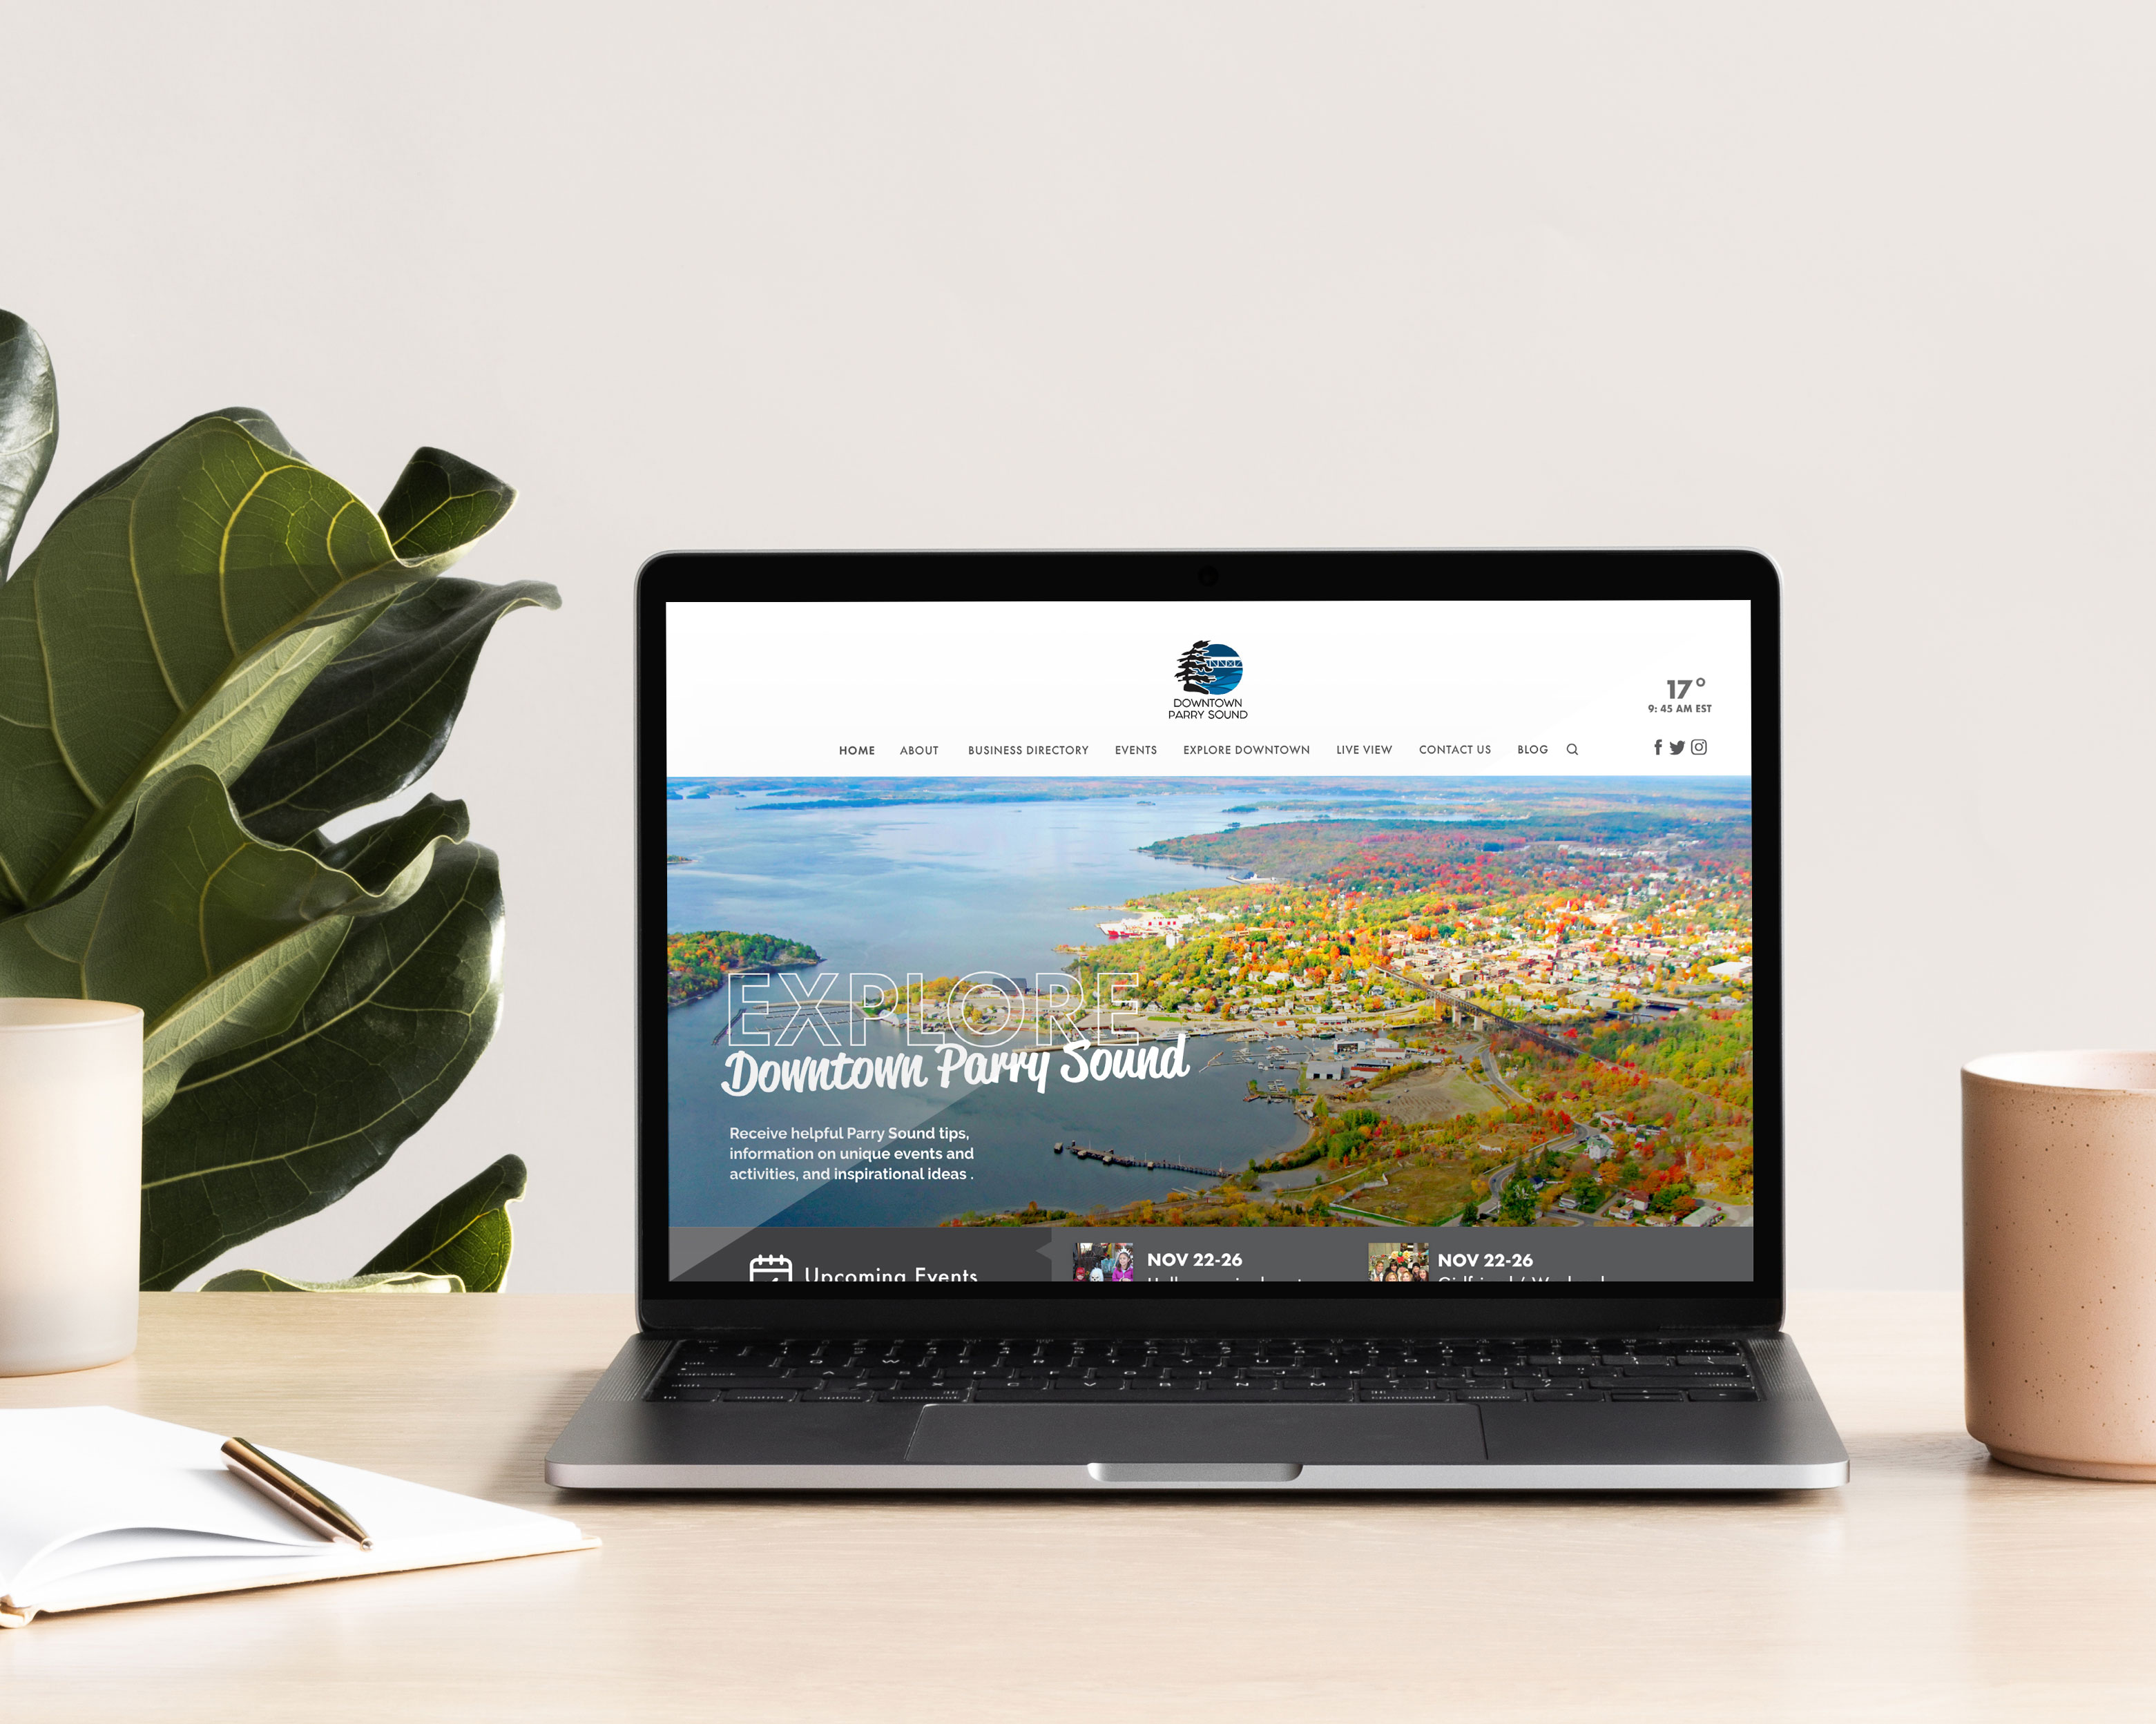 DOWNTOWN
PARRY SOUND
17°
9: 45 AM EST
HOME ABOUT BUSINESS DIRECTORY EVENTS EXPLORE DOWNTOWN LIVE VIEW CONTACT US BLOG
EXPLORE
Downtown Parry Sound
Receive helpful Parry Sound tips,
information on unique events and
activities, and inspirational ideas .
Upcoming Events
NOV 22-26
NOV 22-26